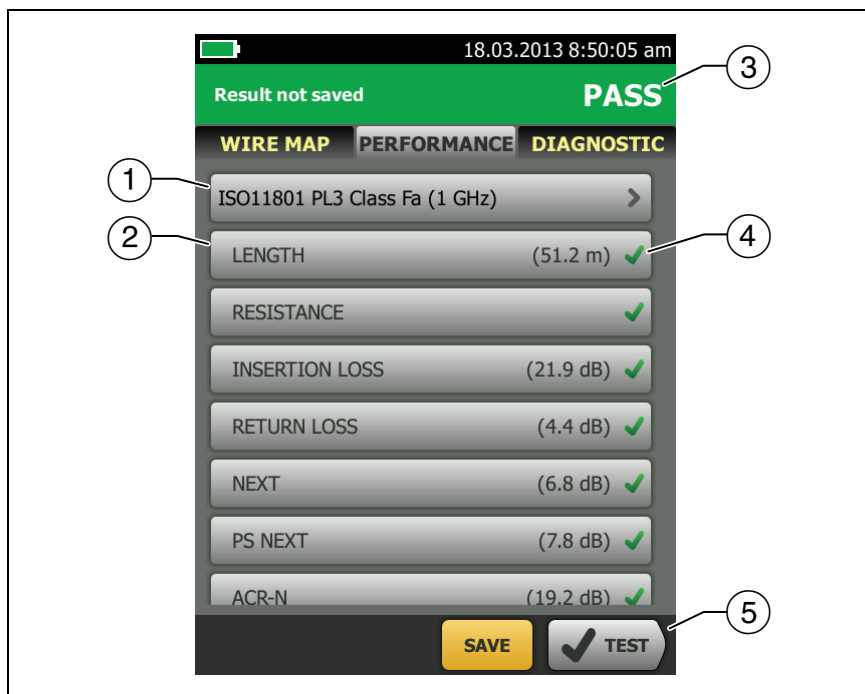 18.03.2013 8:50:05 am
Result not saved PASS
WIRE MAP PERFORMANCE DIAGNOSTIC
ISO11801 PL3 Class Fa (1 GHz)
LENGTH (51.2 m)
RESISTANCE
INSERTION LOSS (21.9 dB)
RETURN LOSS (4.4 dB)
NEXT (6.8 dB)
PS NEXT (7.8 dB)
ACR-N (19.2 dB)
SAVE TEST
1
2
3
4
5